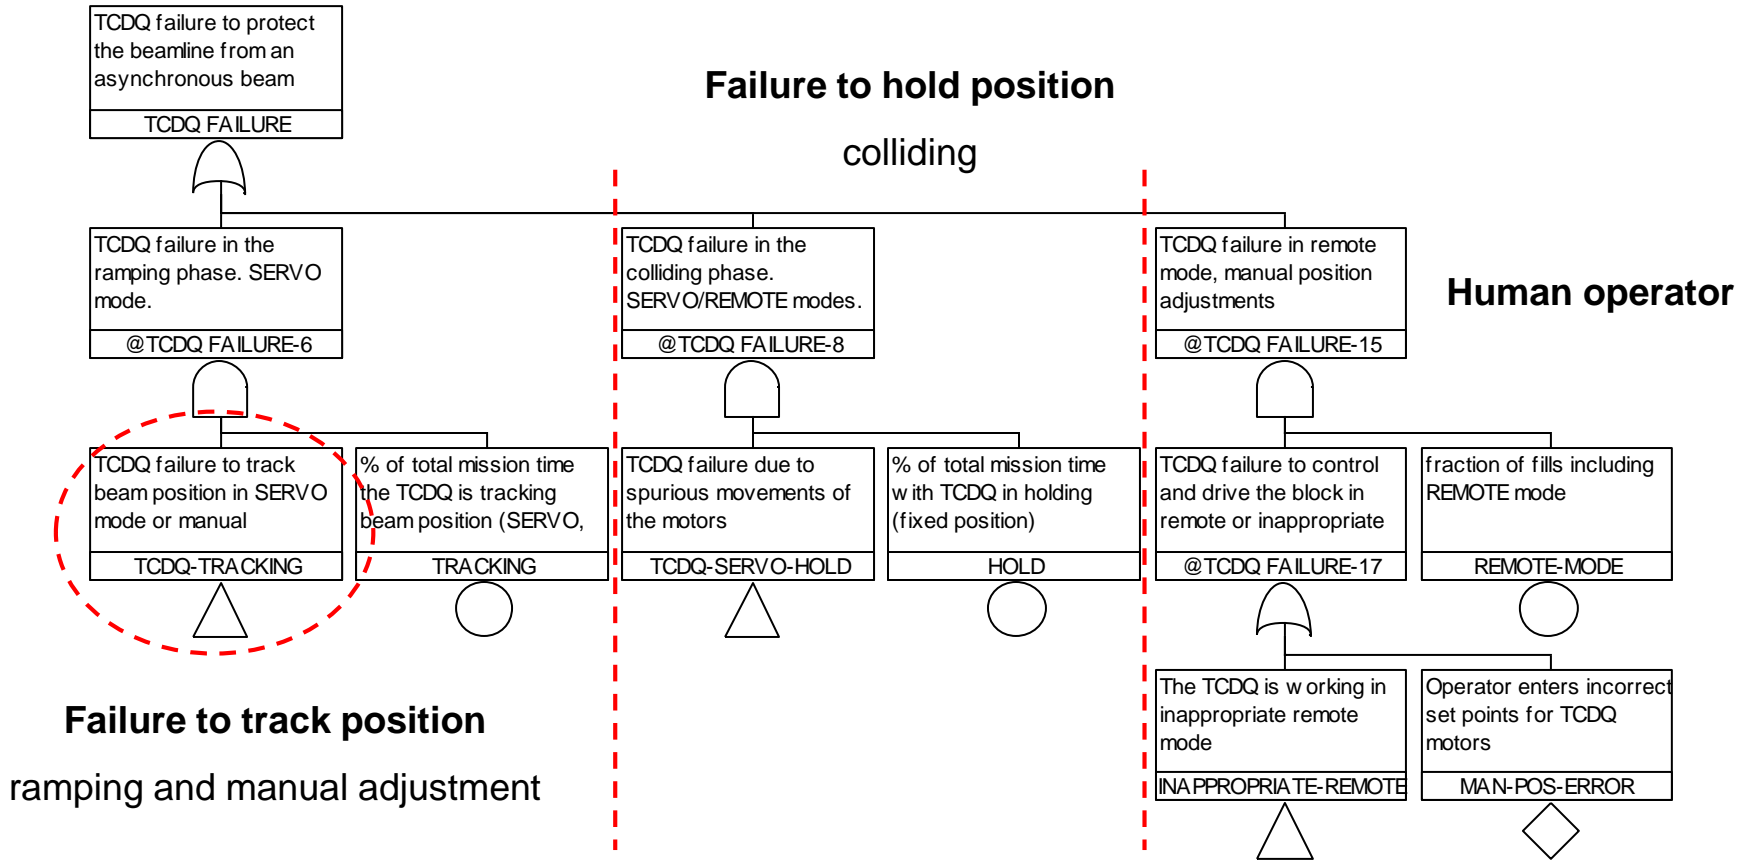 TCDQ failure to protect
the beamline from an
asynchronous beam
TCDQ FAILURE
Failure to hold position
colliding
TCDQ failure in the
ramping phase. SERVO
mode.
@TCDQ FAILURE-6
TCDQ failure in the
colliding phase.
SERVO/REMOTE modes.
@TCDQ FAILURE-8
TCDQ failure in remote
mode, manual position
adjustments
@TCDQ FAILURE-15
Human operator
TCDQ failure to track
beam position in SERVO
mode or manual
TCDQ-TRACKING
% of total mission time
the TCDQ is tracking
beam position (SERVO,
TRACKING
TCDQ failure due to
spurious movements of
the motors
TCDQ-SERVO-HOLD
% of total mission time
with TCDQ in holding
(fixed position)
HOLD
TCDQ failure to control
and drive the block in
remote or inappropriate
@TCDQ FAILURE-17
fraction of fills including
REMOTE mode
REMOTE-MODE
Failure to track position
ramping and manual adjustment
The TCDQ is working in
inappropriate remote
mode
INAPPROPRIATE-REMOTE
Operator enters incorrect
set points for TCDQ
motors
MAN-POS-ERROR